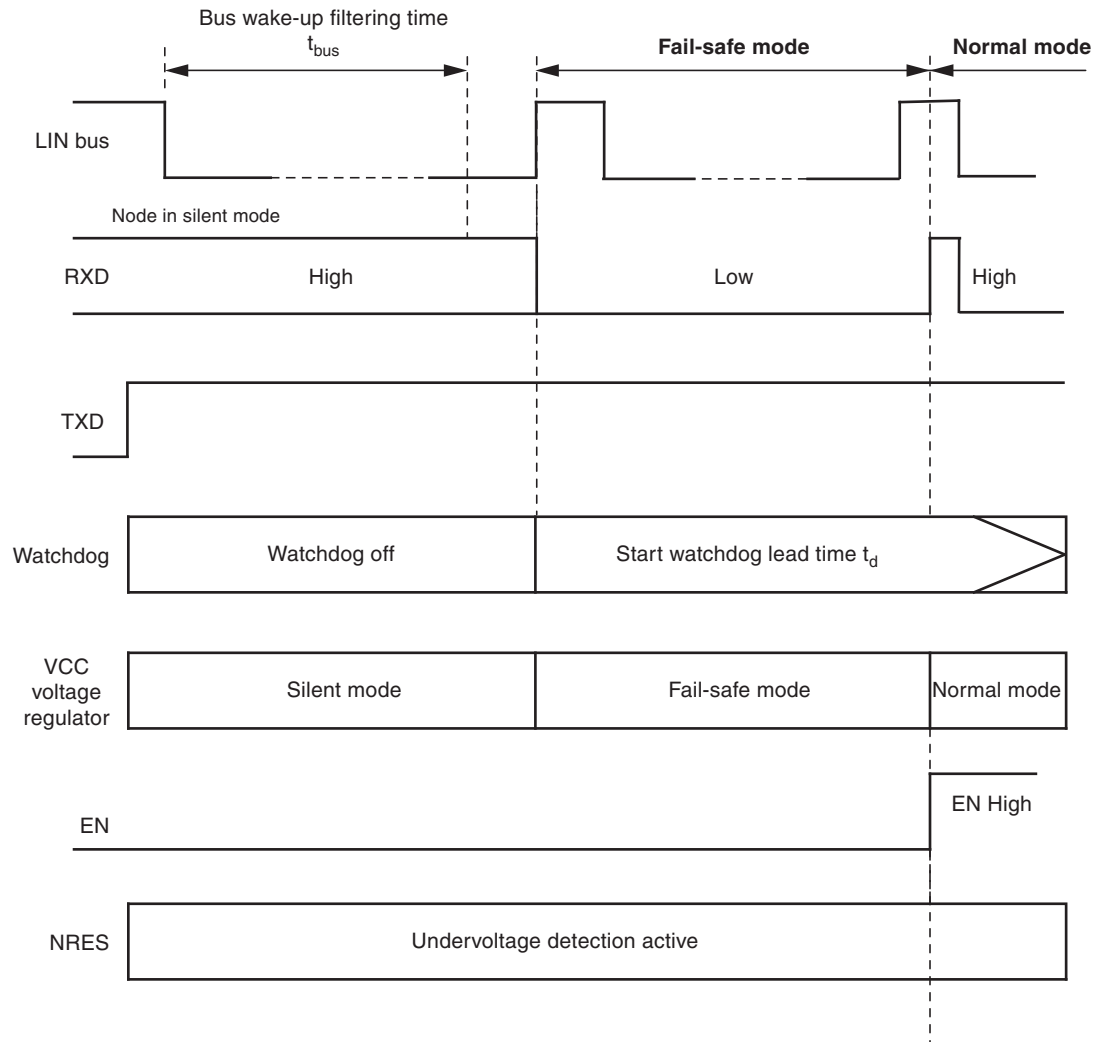 Bus wake-up filtering time
t_bus
Fail-safe mode
Normal mode
LIN bus
Node in silent mode
RXD
High
Low
High
TXD
Watchdog
Watchdog off
Start watchdog lead time t_d
VCC
voltage
regulator
Silent mode
Fail-safe mode
Normal mode
EN
EN High
NRES
Undervoltage detection active